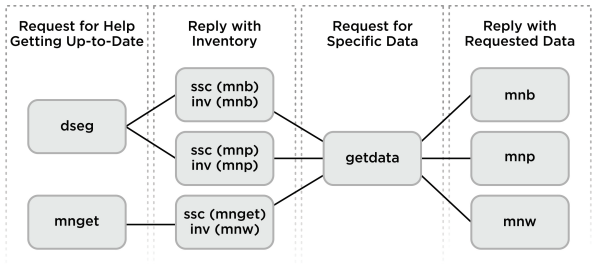 Request for Help
Getting Up-to-Date
Reply with
Inventory
Request for
Specific Data
Reply with
Requested Data
dseg
mnget
ssc (mnb)
inv (mnb)
ssc (mnp)
inv (mnp)
ssc (mnget)
inv (mnw)
getdata
mnb
mnp
mnw